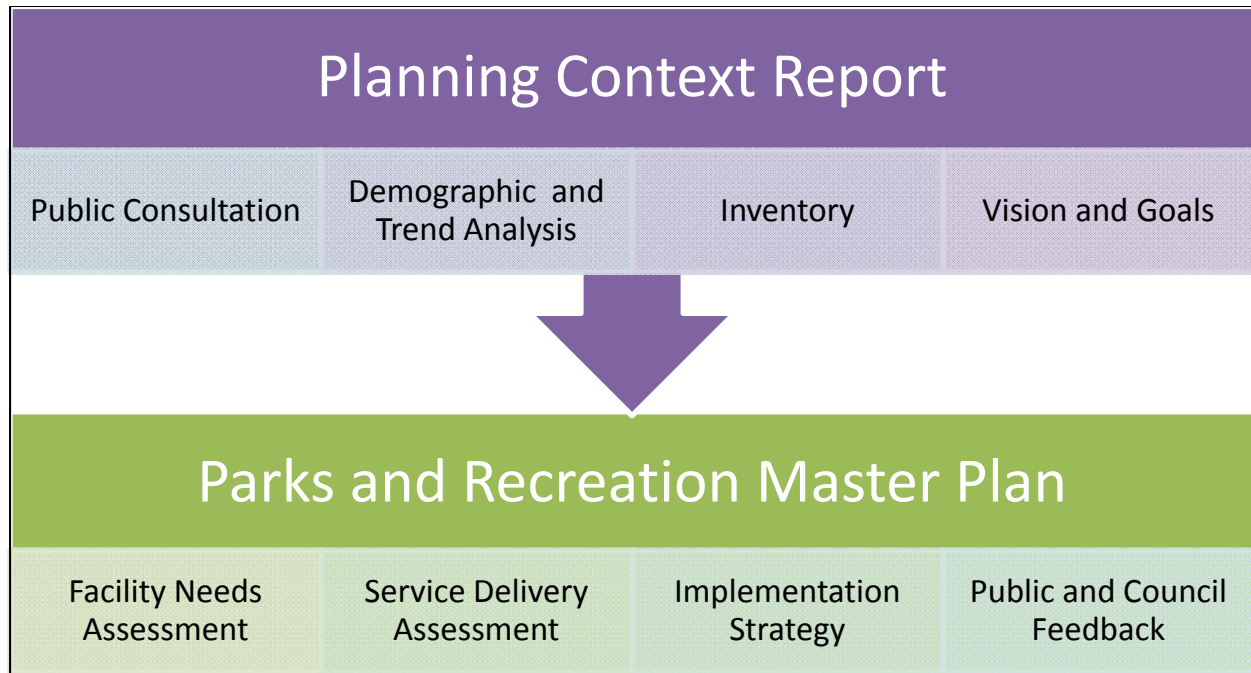 Planning Context Report
Public Consultation
Demographic and
Trend Analysis
Inventory
Vision and Goals
Parks and Recreation Master Plan
Facility Needs
Assessment
Service Delivery
Assessment
Implementation
Strategy
Public and Council
Feedback